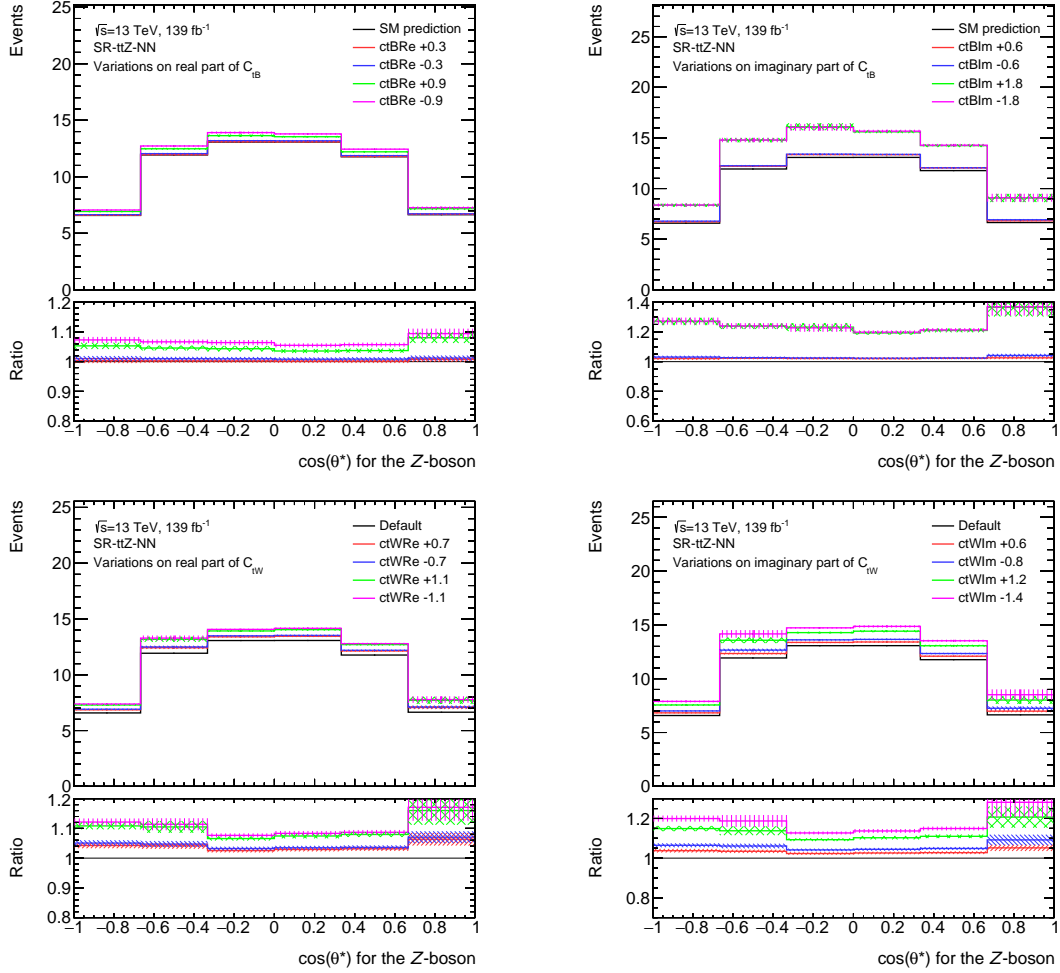 Events
25
20
15
10
5
0
√s=13 TeV, 139 fb⁻¹
SR-ttZ-NN
Variations on real part of C_tB
SM prediction
ctBRe +0.3
ctBRe -0.3
ctBRe +0.9
ctBRe -0.9
Ratio
1.2
1.1
1
0.9
0.8
−1 −0.8 −0.6 −0.4 −0.2 0 0.2 0.4 0.6 0.8 1
cos(θ*) for the Z-boson
Events
25
20
15
10
5
0
√s=13 TeV, 139 fb⁻¹
SR-ttZ-NN
Variations on imaginary part of C_tB
SM prediction
ctBIm +0.6
ctBIm -0.6
ctBIm +1.8
ctBIm -1.8
Ratio
1.4
1.2
1
0.8
0.6
−1 −0.8 −0.6 −0.4 −0.2 0 0.2 0.4 0.6 0.8 1
cos(θ*) for the Z-boson
Events
25
20
15
10
5
0
√s=13 TeV, 139 fb⁻¹
SR-ttZ-NN
Variations on real part of C_tW
Default
ctWRe +0.7
ctWRe -0.7
ctWRe +1.1
ctWRe -1.1
Ratio
1.2
1.1
1
0.9
0.8
−1 −0.8 −0.6 −0.4 −0.2 0 0.2 0.4 0.6 0.8 1
cos(θ*) for the Z-boson
Events
25
20
15
10
5
0
√s=13 TeV, 139 fb⁻¹
SR-ttZ-NN
Variations on imaginary part of C_tW
Default
ctWIm +0.6
ctWIm -0.8
ctWIm +1.2
ctWIm -1.4
Ratio
1.2
1
0.8
−1 −0.8 −0.6 −0.4 −0.2 0 0.2 0.4 0.6 0.8 1
cos(θ*) for the Z-boson